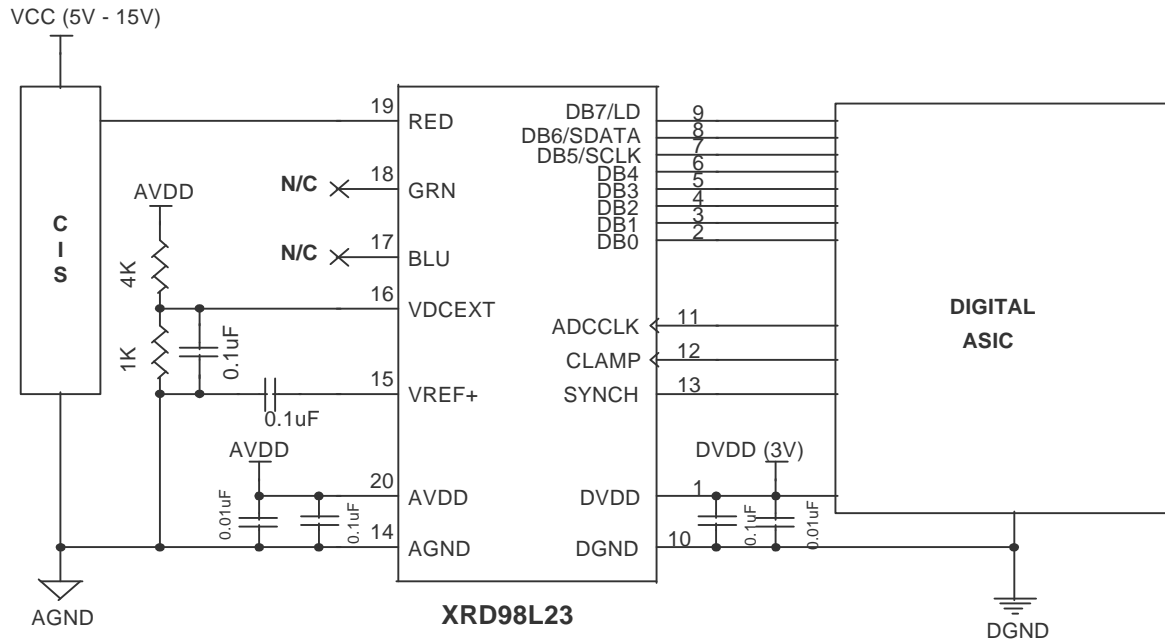 VCC (5V - 15V)
C
I
S
19
RED
N/C
18
GRN
N/C
17
BLU
AVDD
4K
16
VDCEXT
1K
0.1uF
15
VREF+
0.1uF
AVDD
20
AVDD
0.01uF
0.1uF
14
AGND
AGND
DB7/LD
9
DB6/SDATA
8
DB5/SCLK
7
DB4
6
DB3
5
DB2
4
DB1
3
DB0
2
ADCCLK
11
CLAMP
12
SYNCH
13
DVDD (3V)
DVDD
1
0.1uF
0.01uF
DGND
10
XRD98L23
DIGITAL
ASIC
DGND